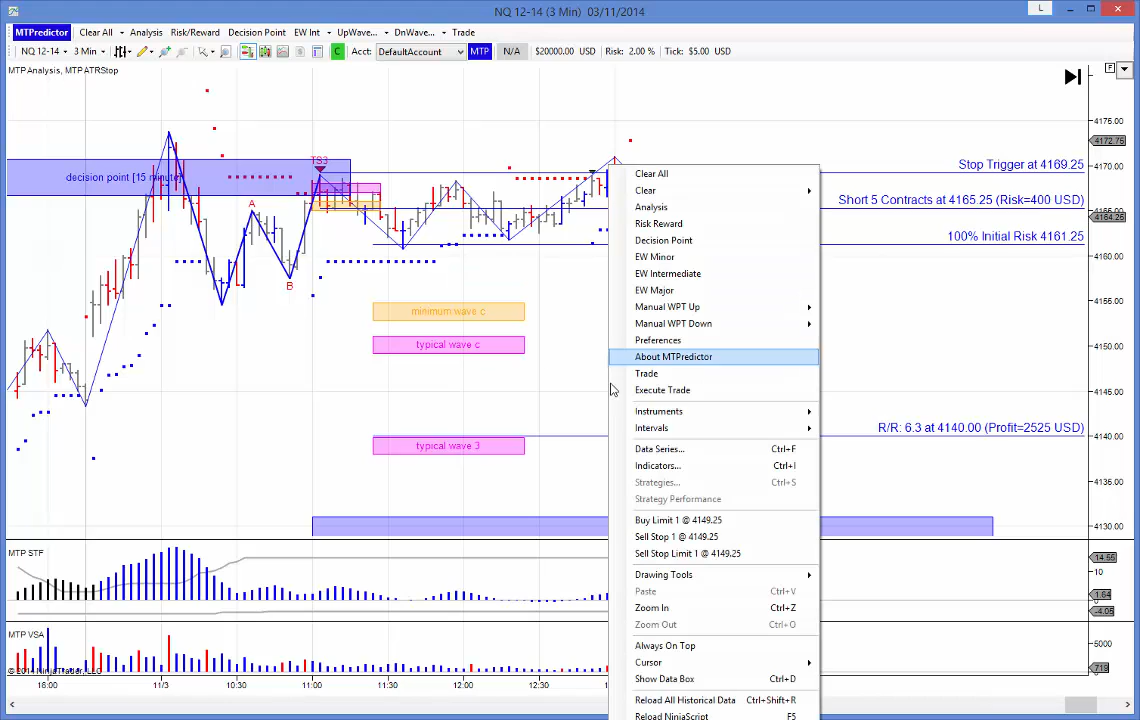 NQ 12-14 (3 Min)  03/11/2014
L
MTPredictor Clear All Analysis Risk/Reward Decision Point EW Int UpWave... DnWave... Trade
NQ 12-14 3 Min C Acct: DefaultAccount MTP N/A $20000.00 USD Risk: 2.00 % Tick: $5.00 USD
MTP Analysis, MTP ATRStop
F
4175.00
4172.75
4170.00
4165.00
4164.25
4160.00
4155.00
4150.00
4145.00
4140.00
4135.00
4130.00
Stop Trigger at 4169.25
Short 5 Contracts at 4165.25 (Risk=400 USD)
100% Initial Risk 4161.25
R/R: 6.3 at 4140.00 (Profit=2525 USD)
decision point [15 minute]
TS3
A
B
minimum wave c
typical wave c
typical wave 3
Clear All
Clear
Analysis
Risk Reward
Decision Point
EW Minor
EW Intermediate
EW Major
Manual WPT Up
Manual WPT Down
Preferences
About MTPredictor
Trade
Execute Trade
Instruments
Intervals
Data Series... Ctrl+F
Indicators... Ctrl+I
Strategies... Ctrl+S
Strategy Performance
Buy Limit 1 @ 4149.25
Sell Stop 1 @ 4149.25
Sell Stop Limit 1 @ 4149.25
Drawing Tools
Paste Ctrl+V
Zoom In Ctrl+Z
Zoom Out Ctrl+O
Always On Top
Cursor
Show Data Box Ctrl+D
Reload All Historical Data Ctrl+Shift+R
Reload NinjaScript F5
MTP STF
14.55
10
1.64
-4.05
MTP VSA
5000
719
© 2014 NinjaTrader, LLC
16:00 11/3 10:30 11:00 11:30 12:00 12:30